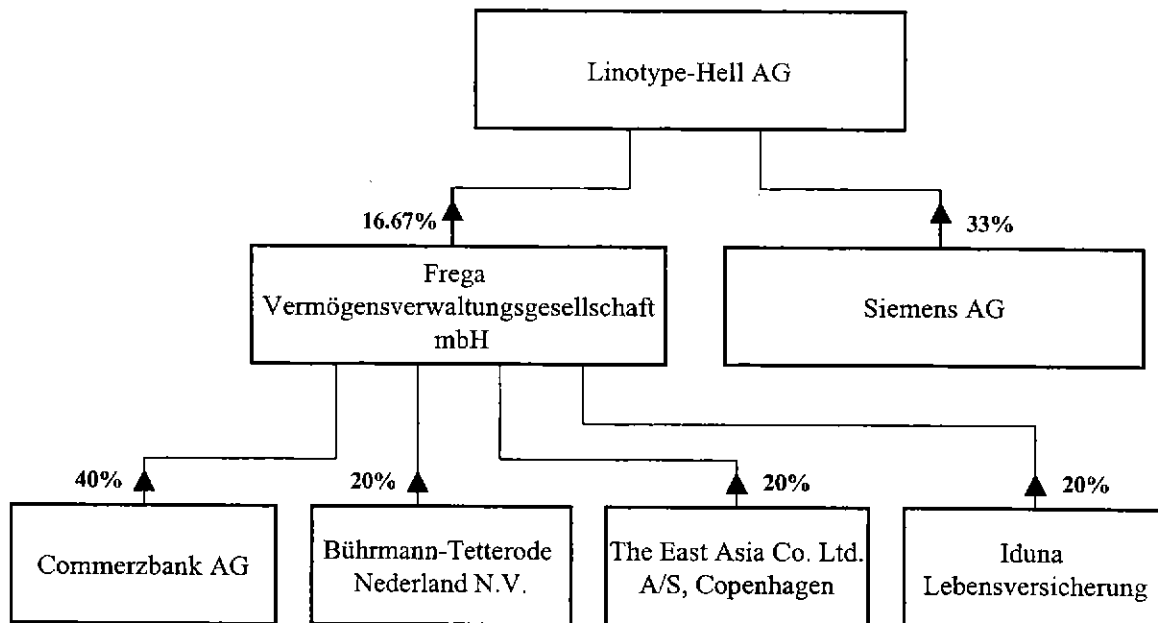 Linotype-Hell AG
16.67%
33%
Frega
Vermögensverwaltungsgesellschaft
mbH
Siemens AG
40%
20%
20%
20%
Commerzbank AG
Bührmann-Tetterode
Nederland N.V.
The East Asia Co. Ltd.
A/S, Copenhagen
Iduna
Lebensversicherung